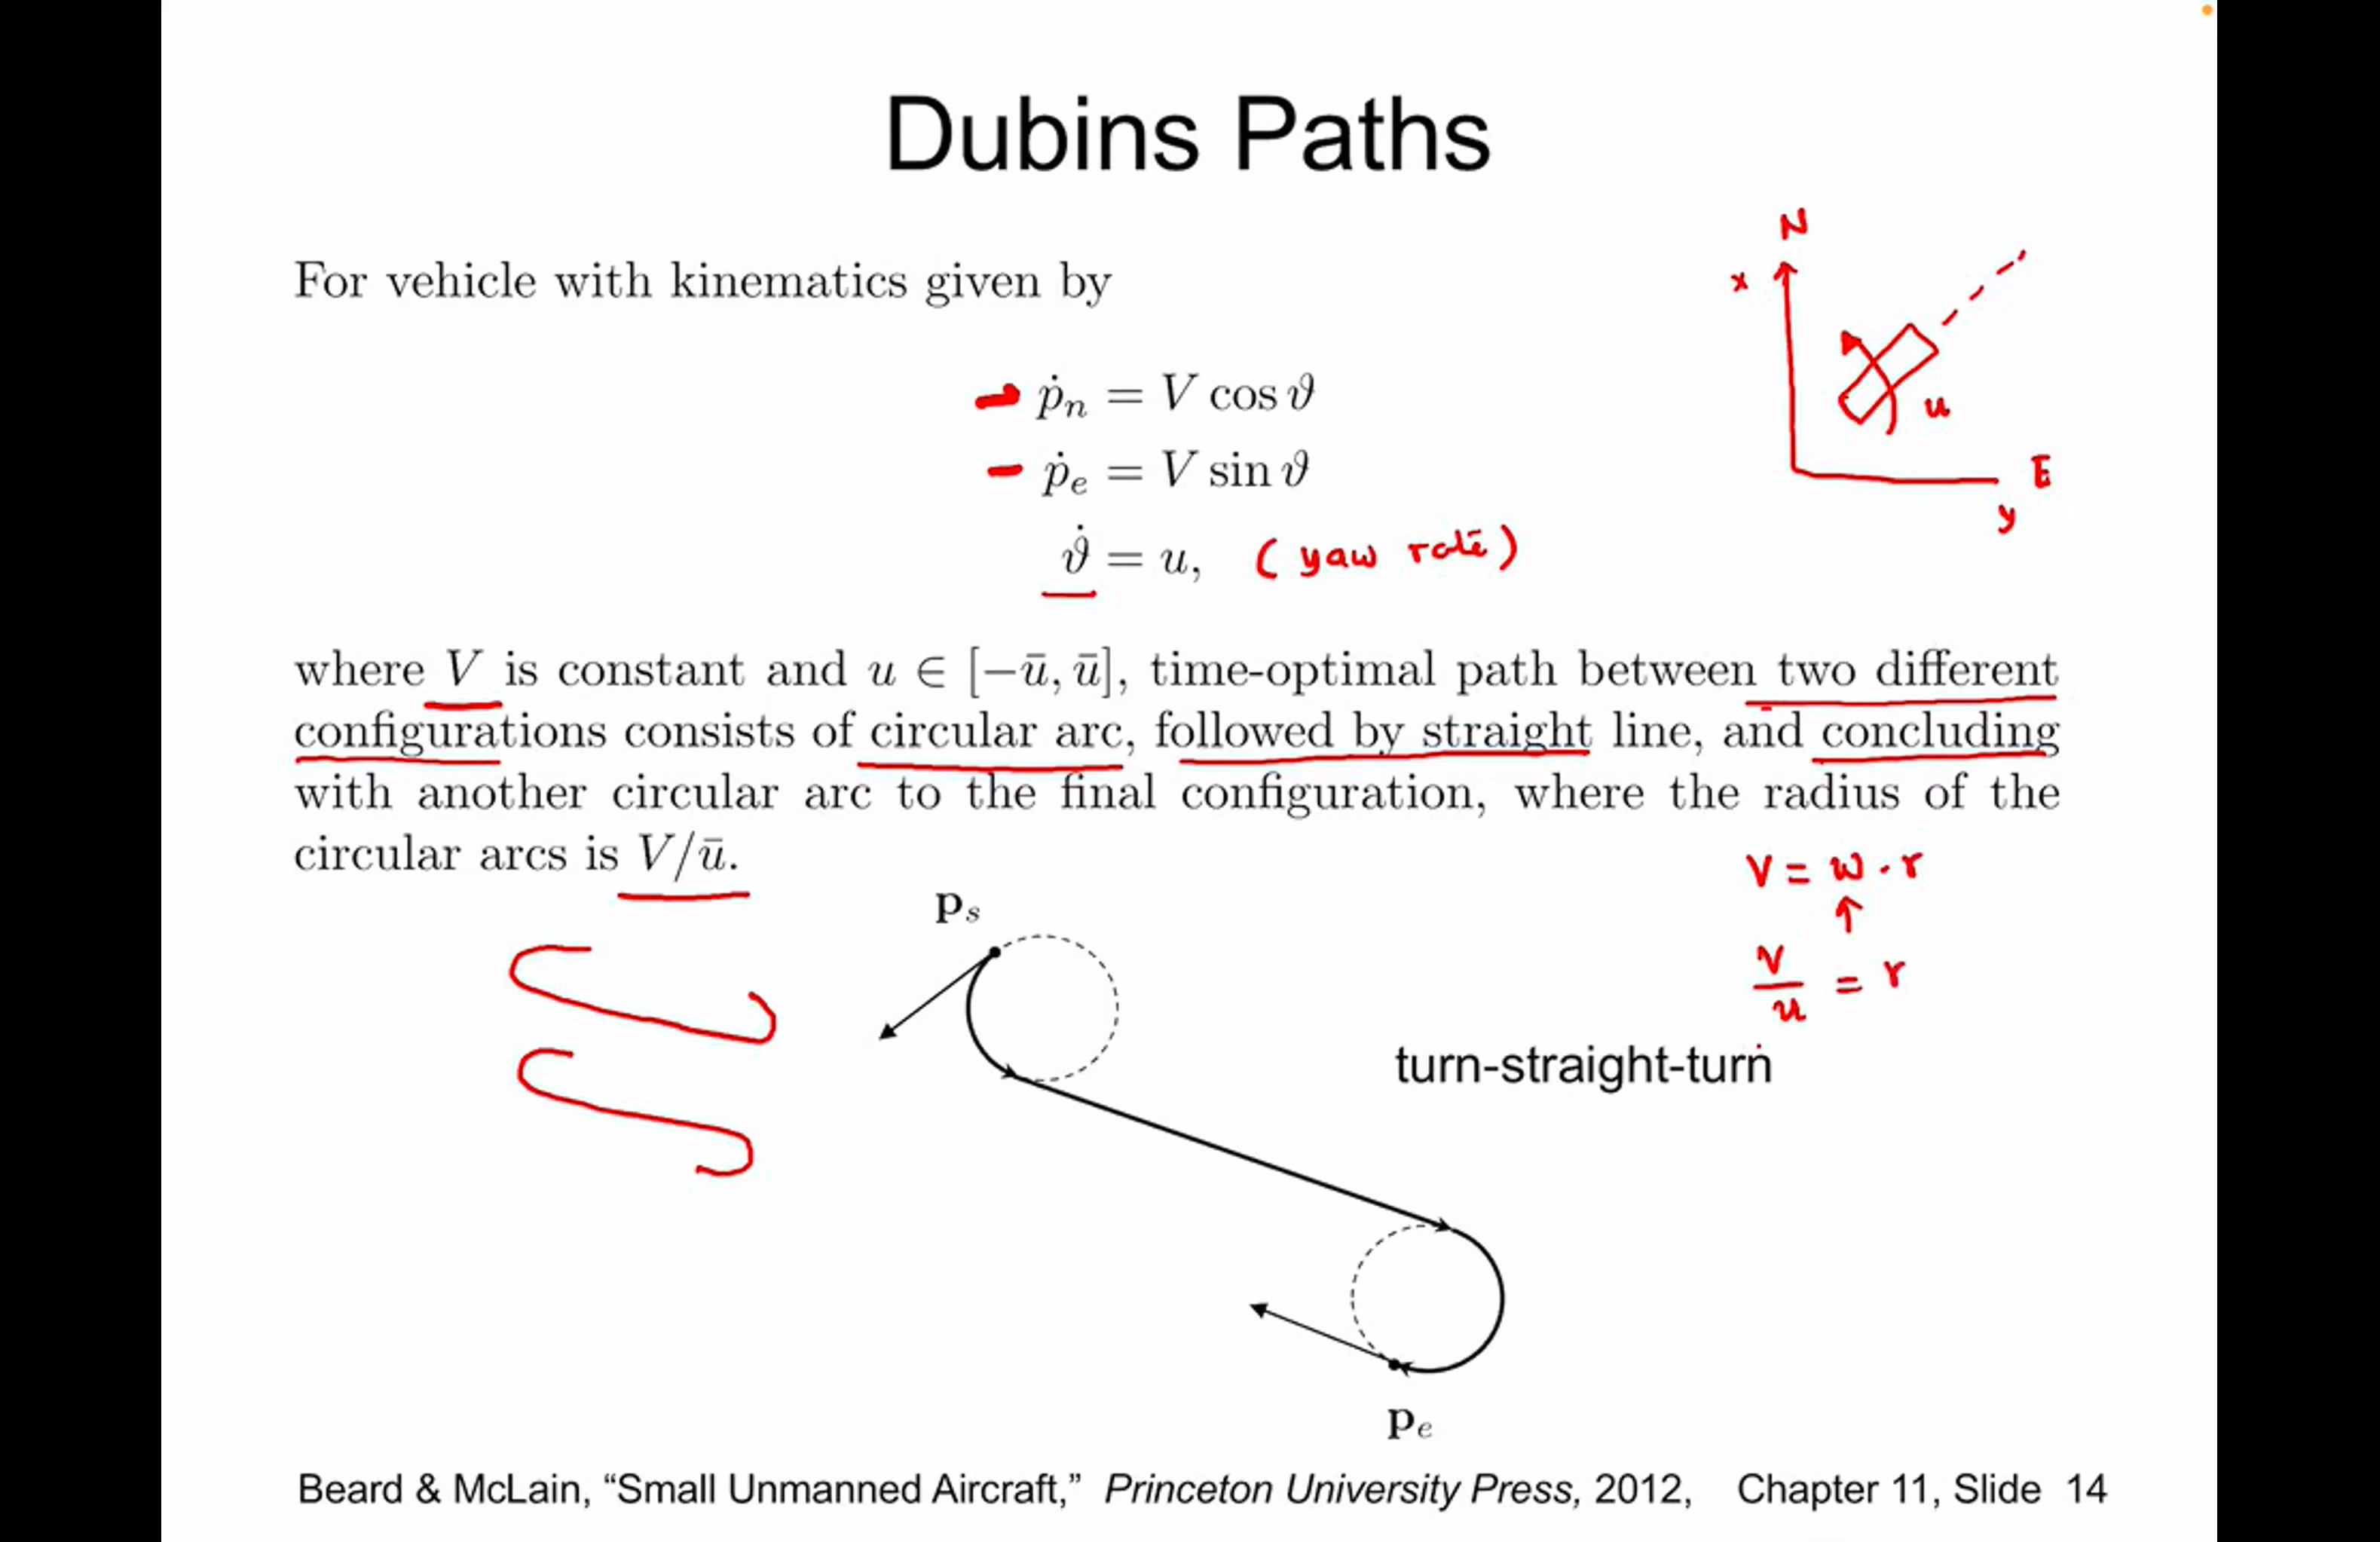 Dubins Paths
For vehicle with kinematics given by
ṗₙ = V cos ϑ
ṗₑ = V sin ϑ
ϑ̇ = u, (yaw rate)
N
x
u
E
y
where V is constant and u ∈ [−ū, ū], time-optimal path between two different
configurations consists of circular arc, followed by straight line, and concluding
with another circular arc to the final configuration, where the radius of the
circular arcs is V/ū.
V = w · r
V/u = r
pₛ
turn-straight-turn
pₑ
Beard & McLain, “Small Unmanned Aircraft,” Princeton University Press, 2012, Chapter 11, Slide 14